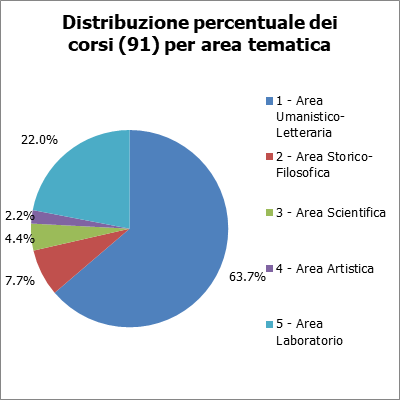 Distribuzione percentuale dei
corsi (91) per area tematica
22.0%
2.2%
4.4%
7.7%
63.7%
1 - Area
Umanistico-
Letteraria
2 - Area Storico-
Filosofica
3 - Area Scientifica
4 - Area Artistica
5 - Area
Laboratorio